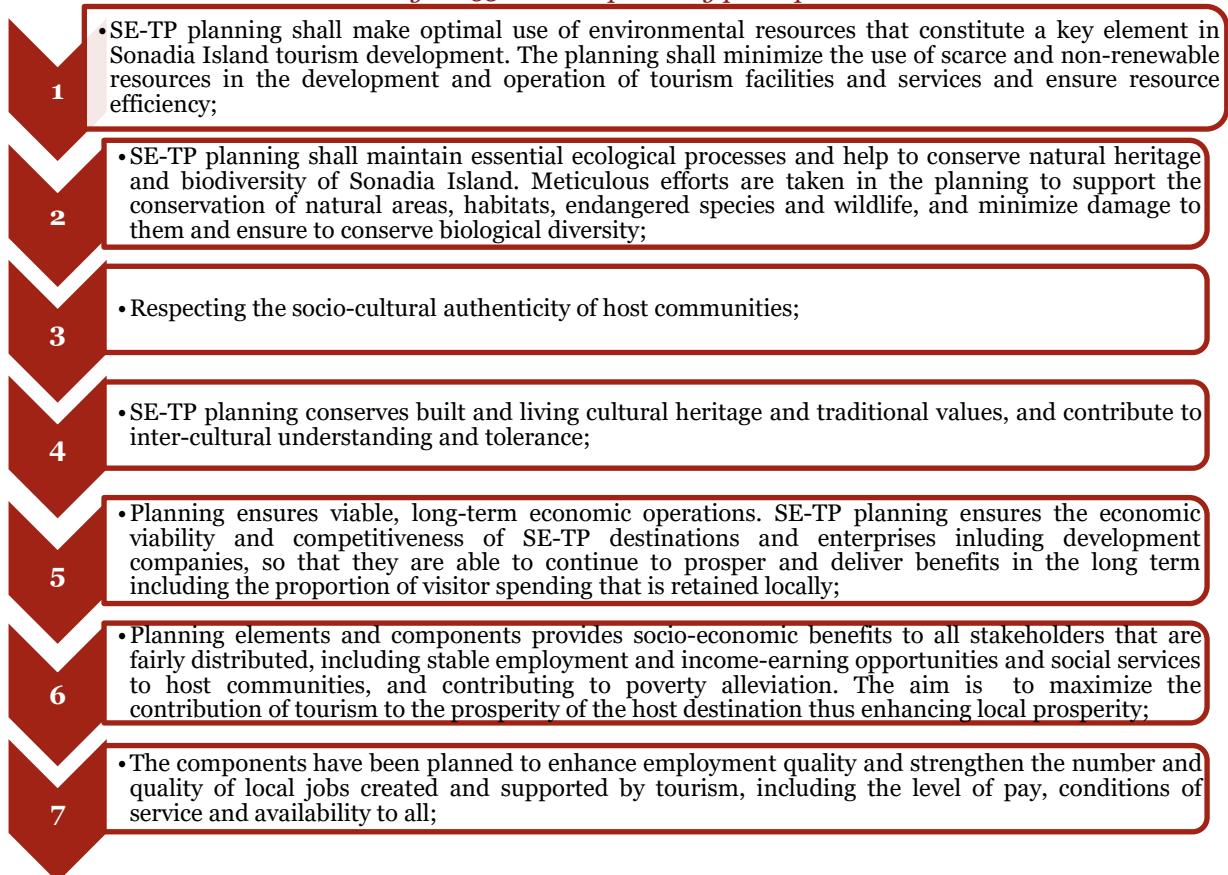 1
•SE-TP planning shall make optimal use of environmental resources that constitute a key element in
Sonadia Island tourism development. The planning shall minimize the use of scarce and non-renewable
resources in the development and operation of tourism facilities and services and ensure resource
efficiency;
2
•SE-TP planning shall maintain essential ecological processes and help to conserve natural heritage
and biodiversity of Sonadia Island. Meticulous efforts are taken in the planning to support the
conservation of natural areas, habitats, endangered species and wildlife, and minimize damage to
them and ensure to conserve biological diversity;
3
•Respecting the socio-cultural authenticity of host communities;
4
•SE-TP planning conserves built and living cultural heritage and traditional values, and contribute to
inter-cultural understanding and tolerance;
5
•Planning ensures viable, long-term economic operations. SE-TP planning ensures the economic
viability and competitiveness of SE-TP destinations and enterprises inluding development
companies, so that they are able to continue to prosper and deliver benefits in the long term
including the proportion of visitor spending that is retained locally;
6
•Planning elements and components provides socio-economic benefits to all stakeholders that are
fairly distributed, including stable employment and income-earning opportunities and social services
to host communities, and contributing to poverty alleviation. The aim is to maximize the
contribution of tourism to the prosperity of the host destination thus enhancing local prosperity;
7
•The components have been planned to enhance employment quality and strengthen the number and
quality of local jobs created and supported by tourism, including the level of pay, conditions of
service and availability to all;